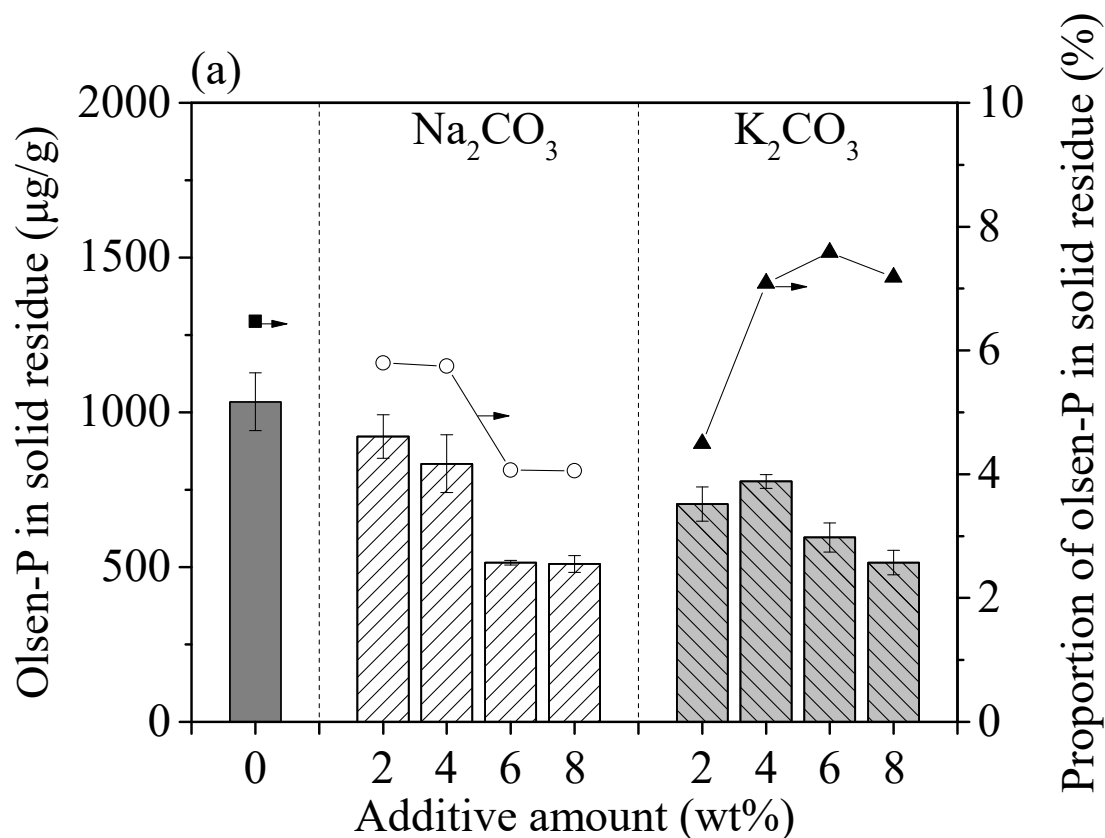 (a)
Olsen-P in solid residue (µg/g)
2000
1500
1000
500
0
Na₂CO₃
K₂CO₃
10
8
6
4
2
0
Proportion of olsen-P in solid residue (%)
0 2 4 6 8 2 4 6 8
Additive amount (wt%)